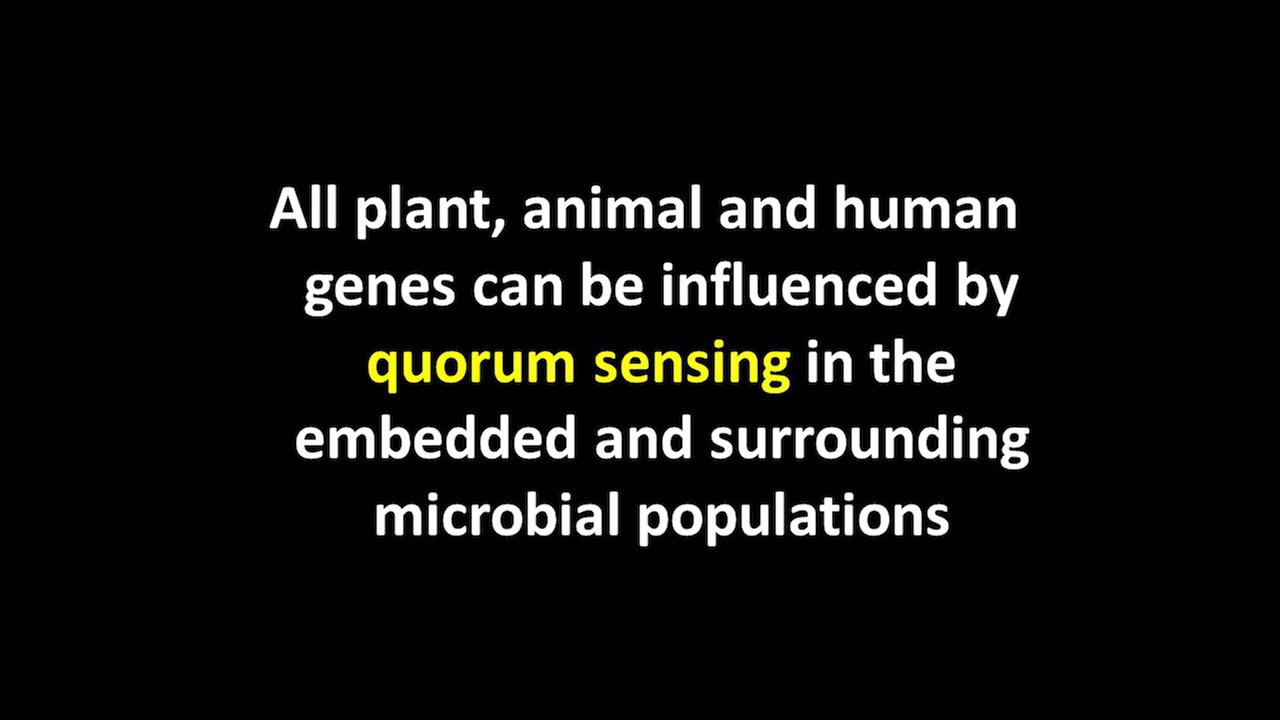 All plant, animal and human
genes can be influenced by
quorum sensing in the
embedded and surrounding
microbial populations